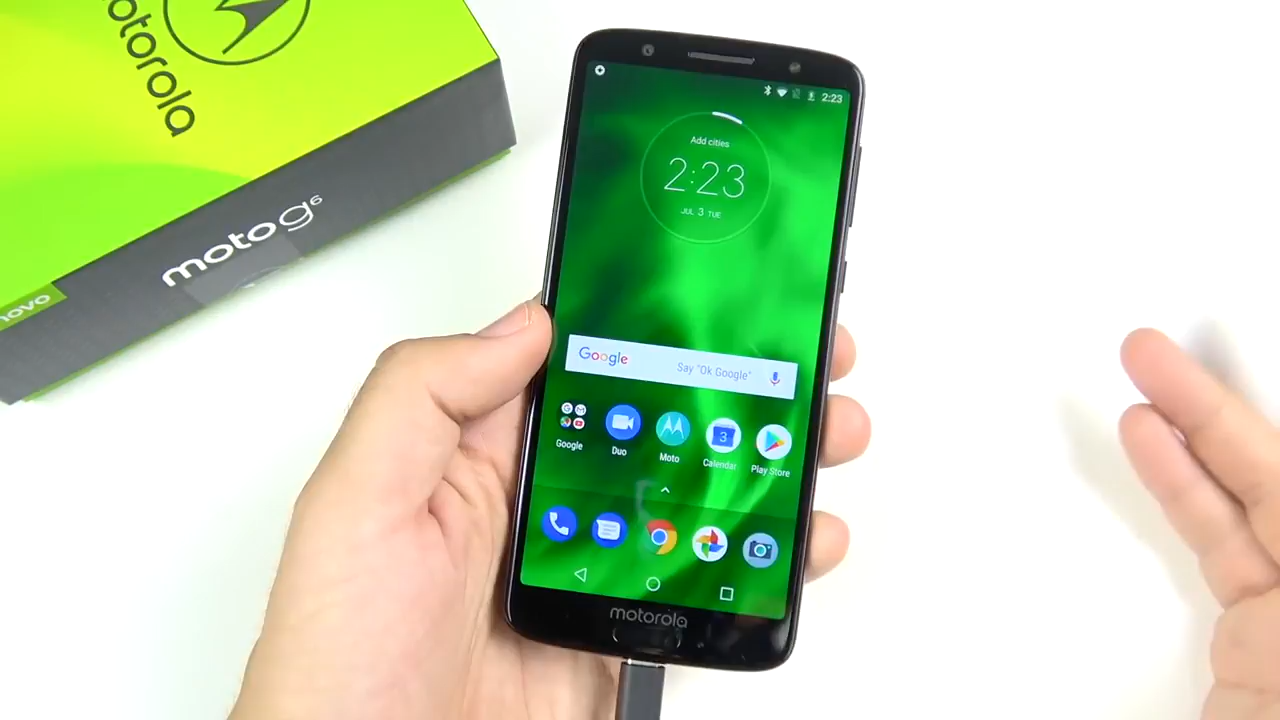 motorola
moto g6
novo
2:23
Add cities
2:23
JUL 3 TUE
Google
Say "Ok Google"
3
Google
Duo
Moto
Calendar
Play Store
motorola